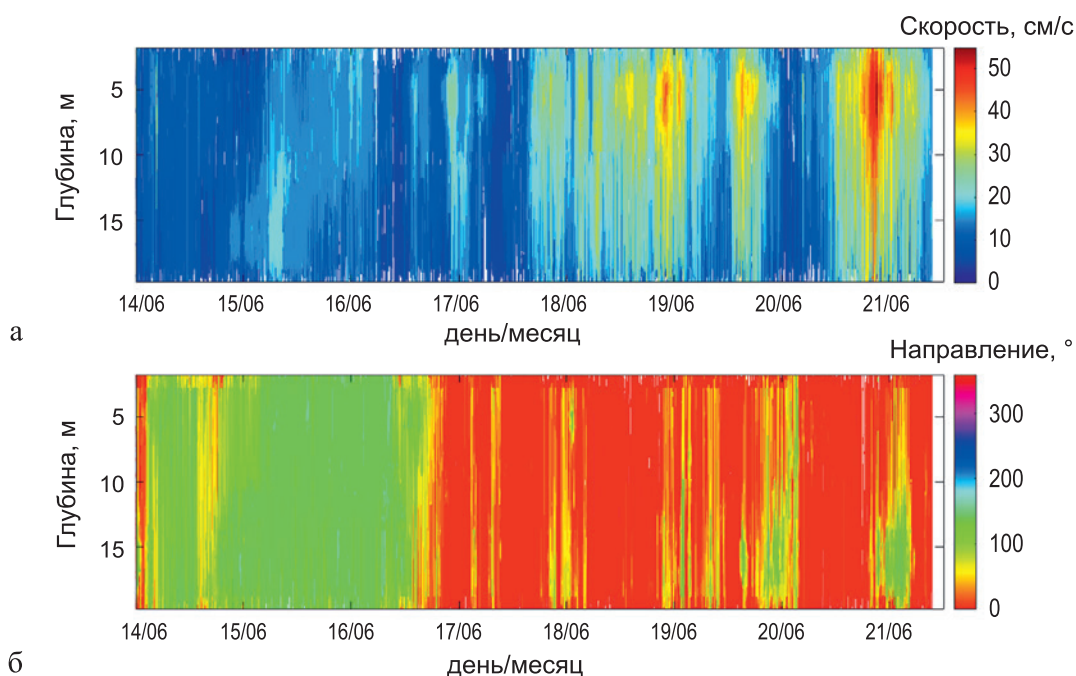 Скорость, см/с
Глубина, м
5
10
15
50
40
30
20
10
0
14/06 15/06 16/06 17/06 18/06 19/06 20/06 21/06
а
день/месяц
Направление, °
Глубина, м
5
10
15
300
200
100
0
14/06 15/06 16/06 17/06 18/06 19/06 20/06 21/06
б
день/месяц